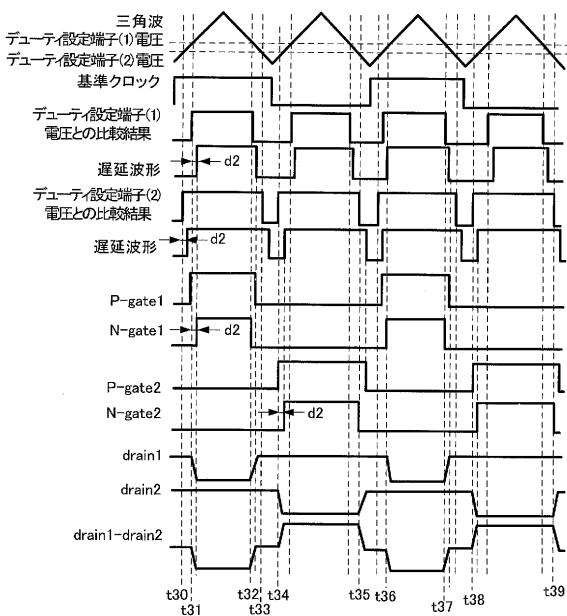 三角波
デューティ設定端子(1)電圧
デューティ設定端子(2)電圧
基準クロック
デューティ設定端子(1)
電圧との比較結果
遅延波形
d2
デューティ設定端子(2)
電圧との比較結果
遅延波形
d2
P-gate1
N-gate1
d2
P-gate2
N-gate2
d2
drain1
drain2
drain1-drain2
t30
t31
t32
t33
t34
t35
t36
t37
t38
t39